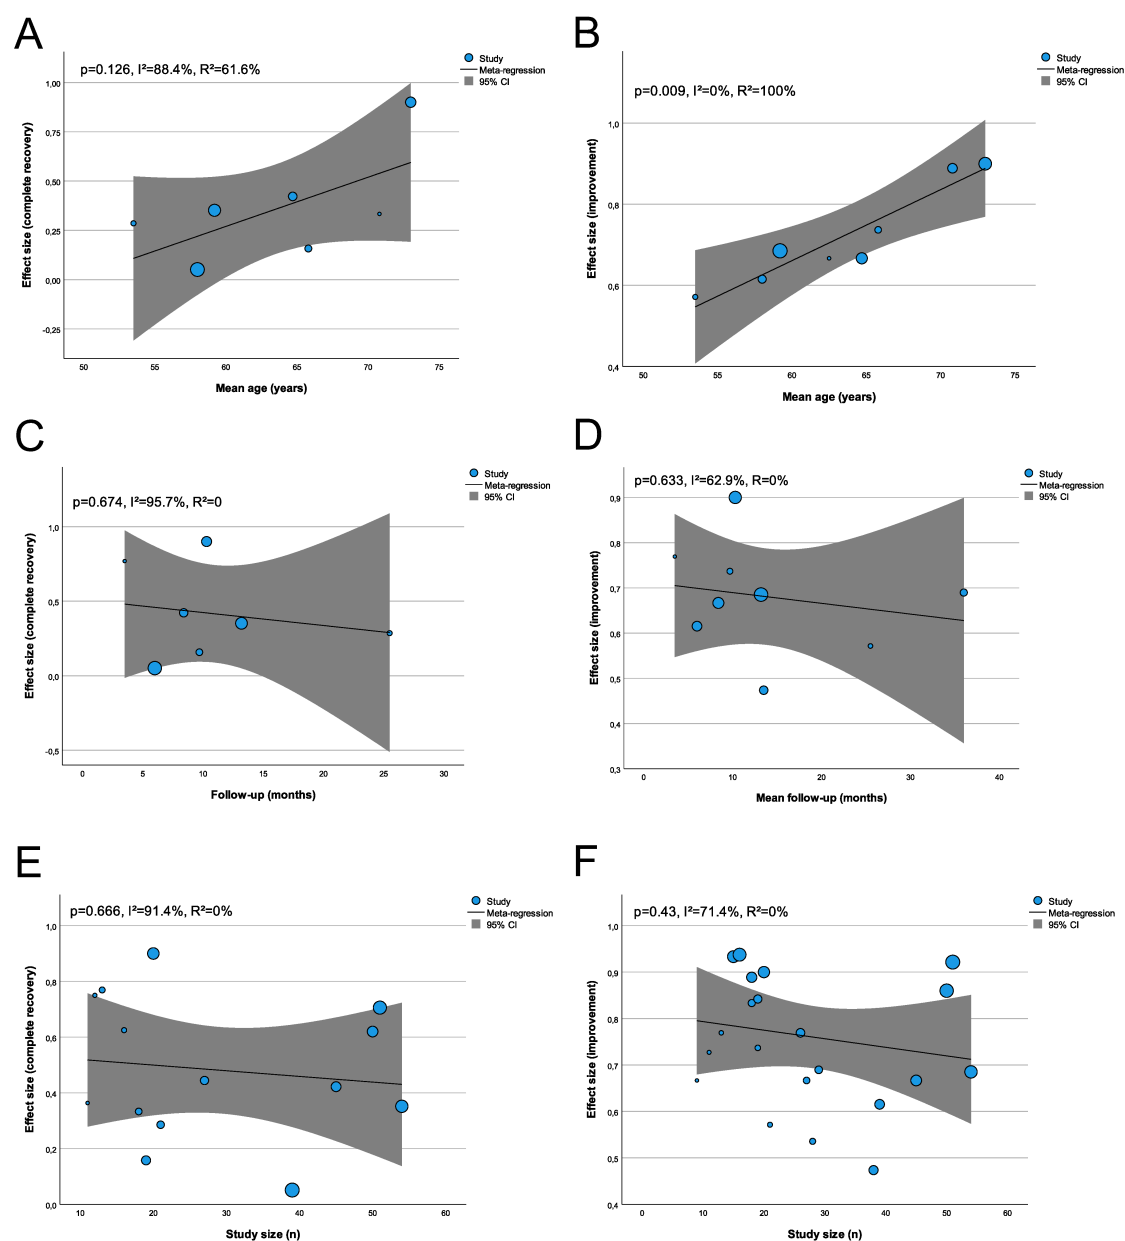 A
p=0.126, I²=88.4%, R²=61.6%
Study
Meta-regression
95% CI
Effect size (complete recovery)
1,00
0,75
0,50
0,25
0,00
-0,25
50 55 60 65 70 75
Mean age (years)
B
p=0.009, I²=0%, R²=100%
Study
Meta-regression
95% CI
Effect size (improvement)
1,0
0,8
0,6
0,4
50 55 60 65 70 75
Mean age (years)
C
p=0.674, I²=95.7%, R²=0
Study
Meta-regression
95% CI
Effect size (complete recovery)
1,0
0,5
0,0
-0,5
0 5 10 15 20 25 30
Follow-up (months)
D
p=0.633, I²=62.9%, R=0%
Study
Meta-regression
95% CI
Effect size (improvement)
0,9
0,8
0,7
0,6
0,5
0,4
0,3
0 10 20 30 40
Mean follow-up (months)
E
p=0.666, I²=91.4%, R²=0%
Study
Meta-regression
95% CI
Effect size (complete recovery)
1,0
0,8
0,6
0,4
0,2
0,0
10 20 30 40 50 60
Study size (n)
F
p=0.43, I²=71.4%, R²=0%
Study
Meta-regression
95% CI
Effect size (improvement)
1,0
0,9
0,8
0,7
0,6
0,5
0,4
0 10 20 30 40 50 60
Study size (n)